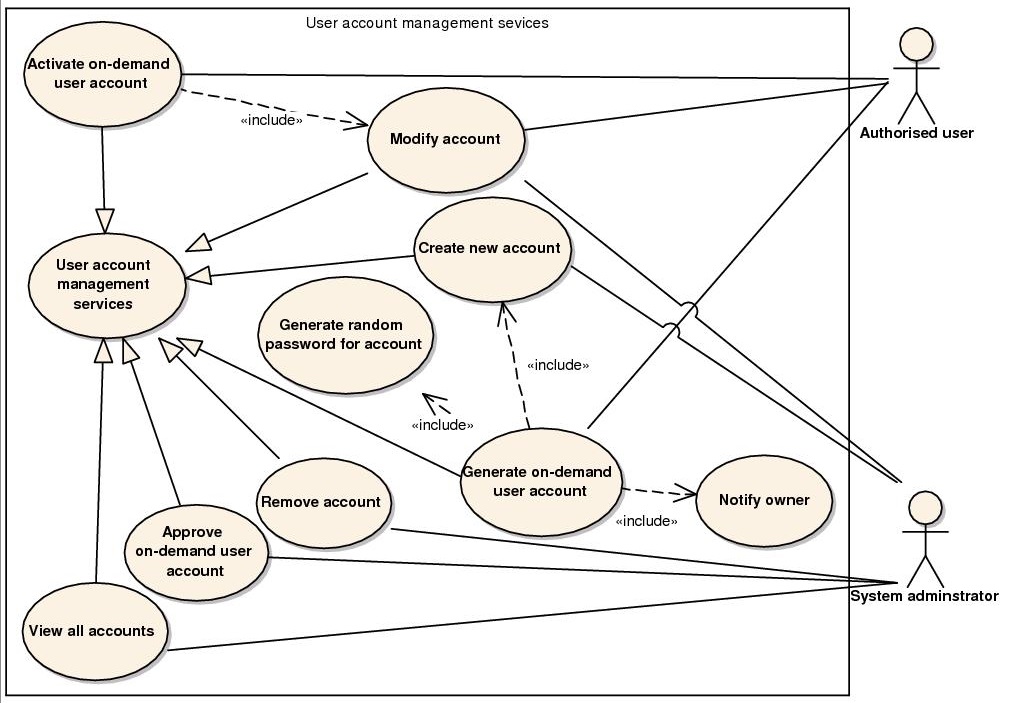 User account management sevices
Activate on-demand
user account
«include»
Modify account
Authorised user
Create new account
User account
management
services
Generate random
password for account
«include»
«include»
Generate on-demand
user account
Notify owner
«include»
Remove account
Approve
on-demand user
account
System adminstrator
View all accounts